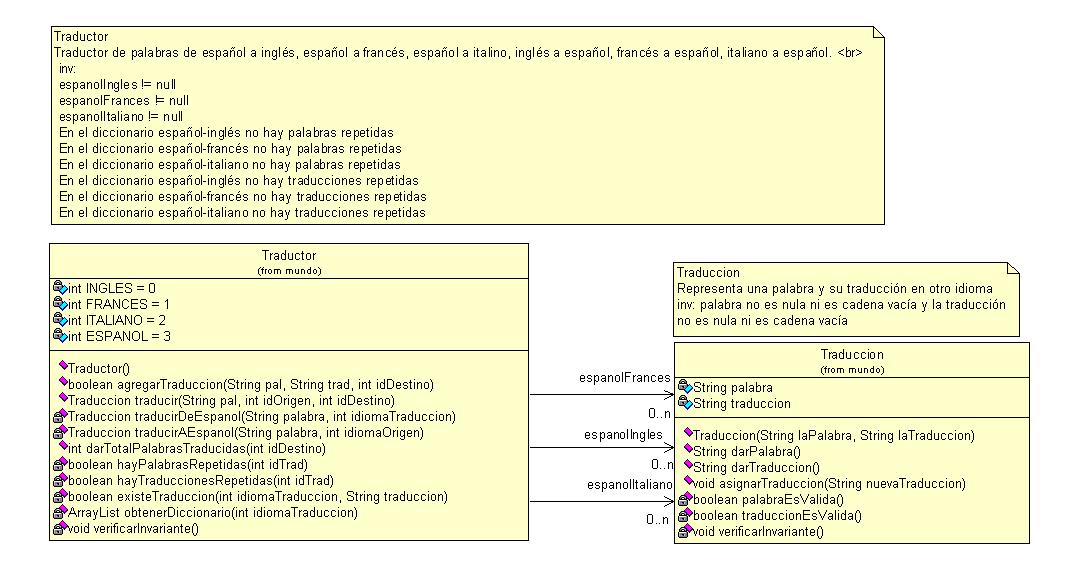 Traductor
Traductor de palabras de español a inglés, español a francés, español a italino, inglés a español, francés a español, italiano a español. <br>
inv:
espanolIngles != null
espanolFrances != null
espanolItaliano != null
En el diccionario español-inglés no hay palabras repetidas
En el diccionario español-francés no hay palabras repetidas
En el diccionario español-italiano no hay palabras repetidas
En el diccionario español-inglés no hay traducciones repetidas
En el diccionario español-francés no hay traducciones repetidas
En el diccionario español-italiano no hay traducciones repetidas
Traductor
(from mundo)
int INGLES = 0
int FRANCES = 1
int ITALIANO = 2
int ESPANOL = 3
Traductor()
boolean agregarTraduccion(String pal, String trad, int idDestino)
Traduccion traducir(String pal, int idOrigen, int idDestino)
Traduccion traducirDeEspanol(String palabra, int idiomaTraduccion)
Traduccion traducirAEspanol(String palabra, int idiomaOrigen)
int darTotalPalabrasTraducidas(int idDestino)
boolean hayPalabrasRepetidas(int idTrad)
boolean hayTraduccionesRepetidas(int idTrad)
boolean existeTraduccion(int idiomaTraduccion, String traduccion)
ArrayList obtenerDiccionario(int idiomaTraduccion)
void verificarInvariante()
espanolFrances
0..n
espanolIngles
0..n
espanolItaliano
0..n
Traduccion
Representa una palabra y su traducción en otro idioma
inv: palabra no es nula ni es cadena vacía y la traducción
no es nula ni es cadena vacía
Traduccion
(from mundo)
String palabra
String traduccion
Traduccion(String laPalabra, String laTraduccion)
String darPalabra()
String darTraduccion()
void asignarTraduccion(String nuevaTraduccion)
boolean palabraEsValida()
boolean traduccionEsValida()
void verificarInvariante()